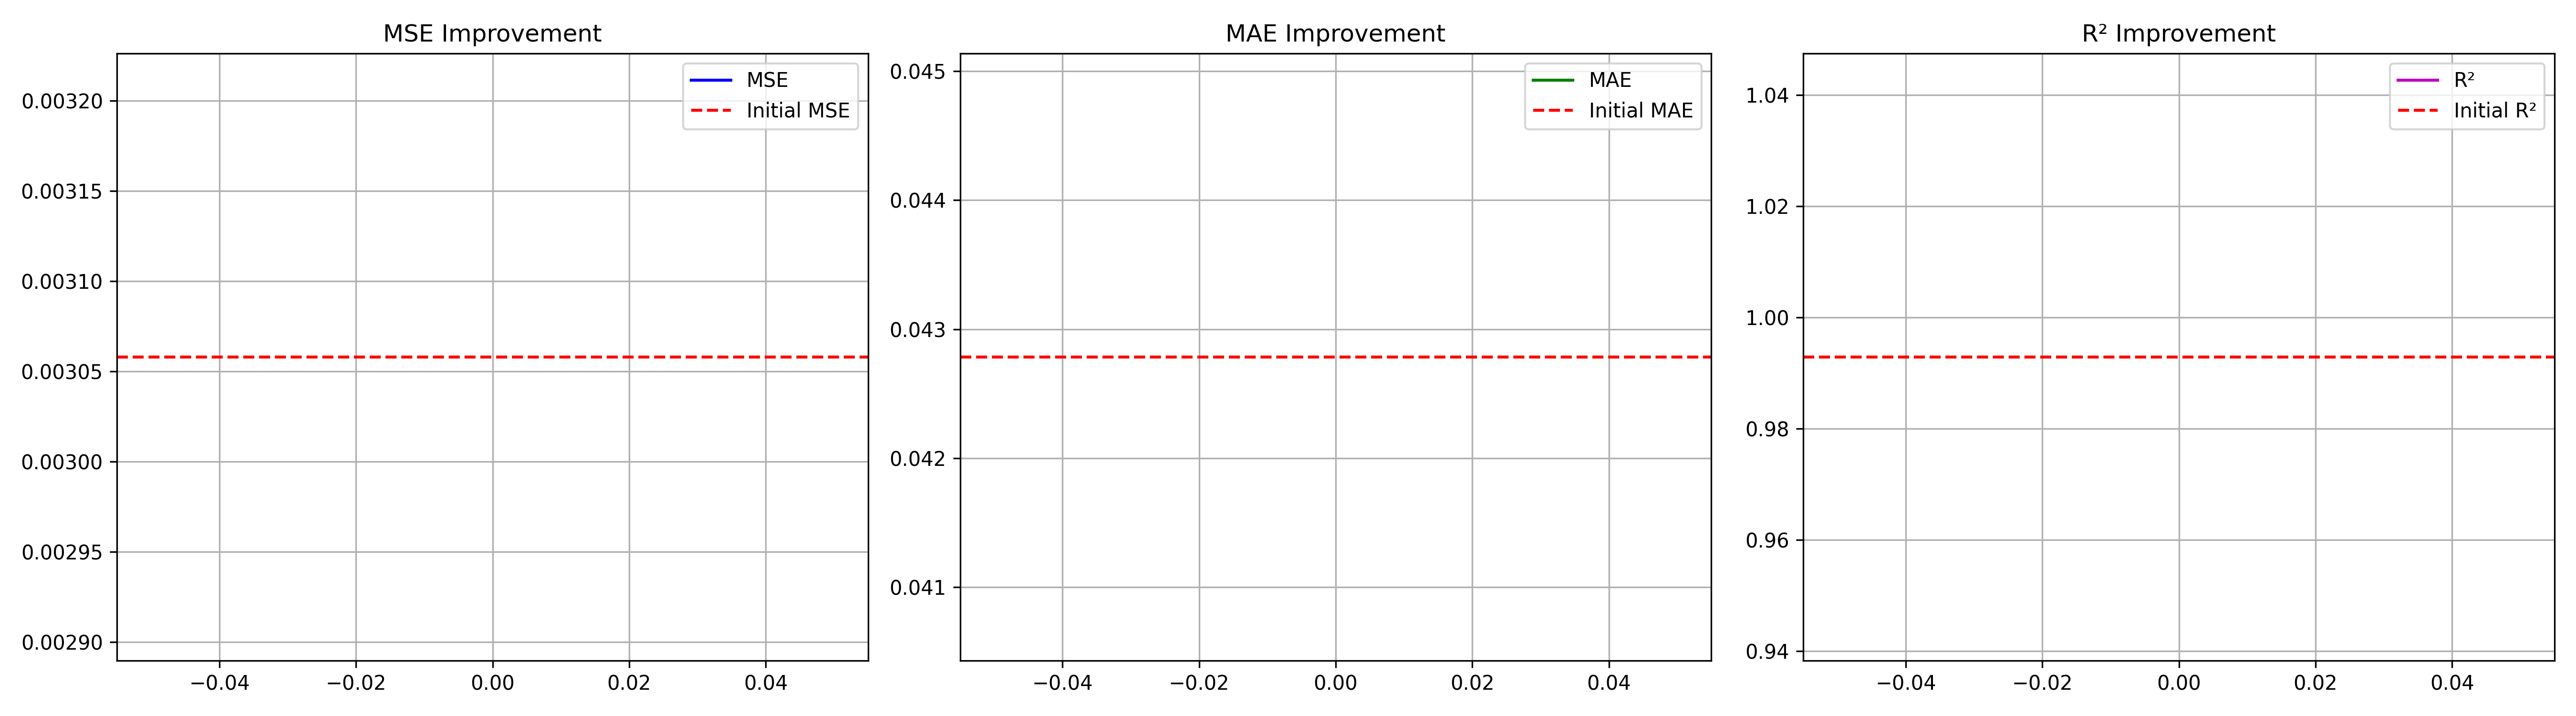 MSE Improvement
MSE
Initial MSE
0.00320
0.00315
0.00310
0.00305
0.00300
0.00295
0.00290
−0.04 −0.02 0.00 0.02 0.04
MAE Improvement
MAE
Initial MAE
0.045
0.044
0.043
0.042
0.041
−0.04 −0.02 0.00 0.02 0.04
R² Improvement
R²
Initial R²
1.04
1.02
1.00
0.98
0.96
0.94
−0.04 −0.02 0.00 0.02 0.04